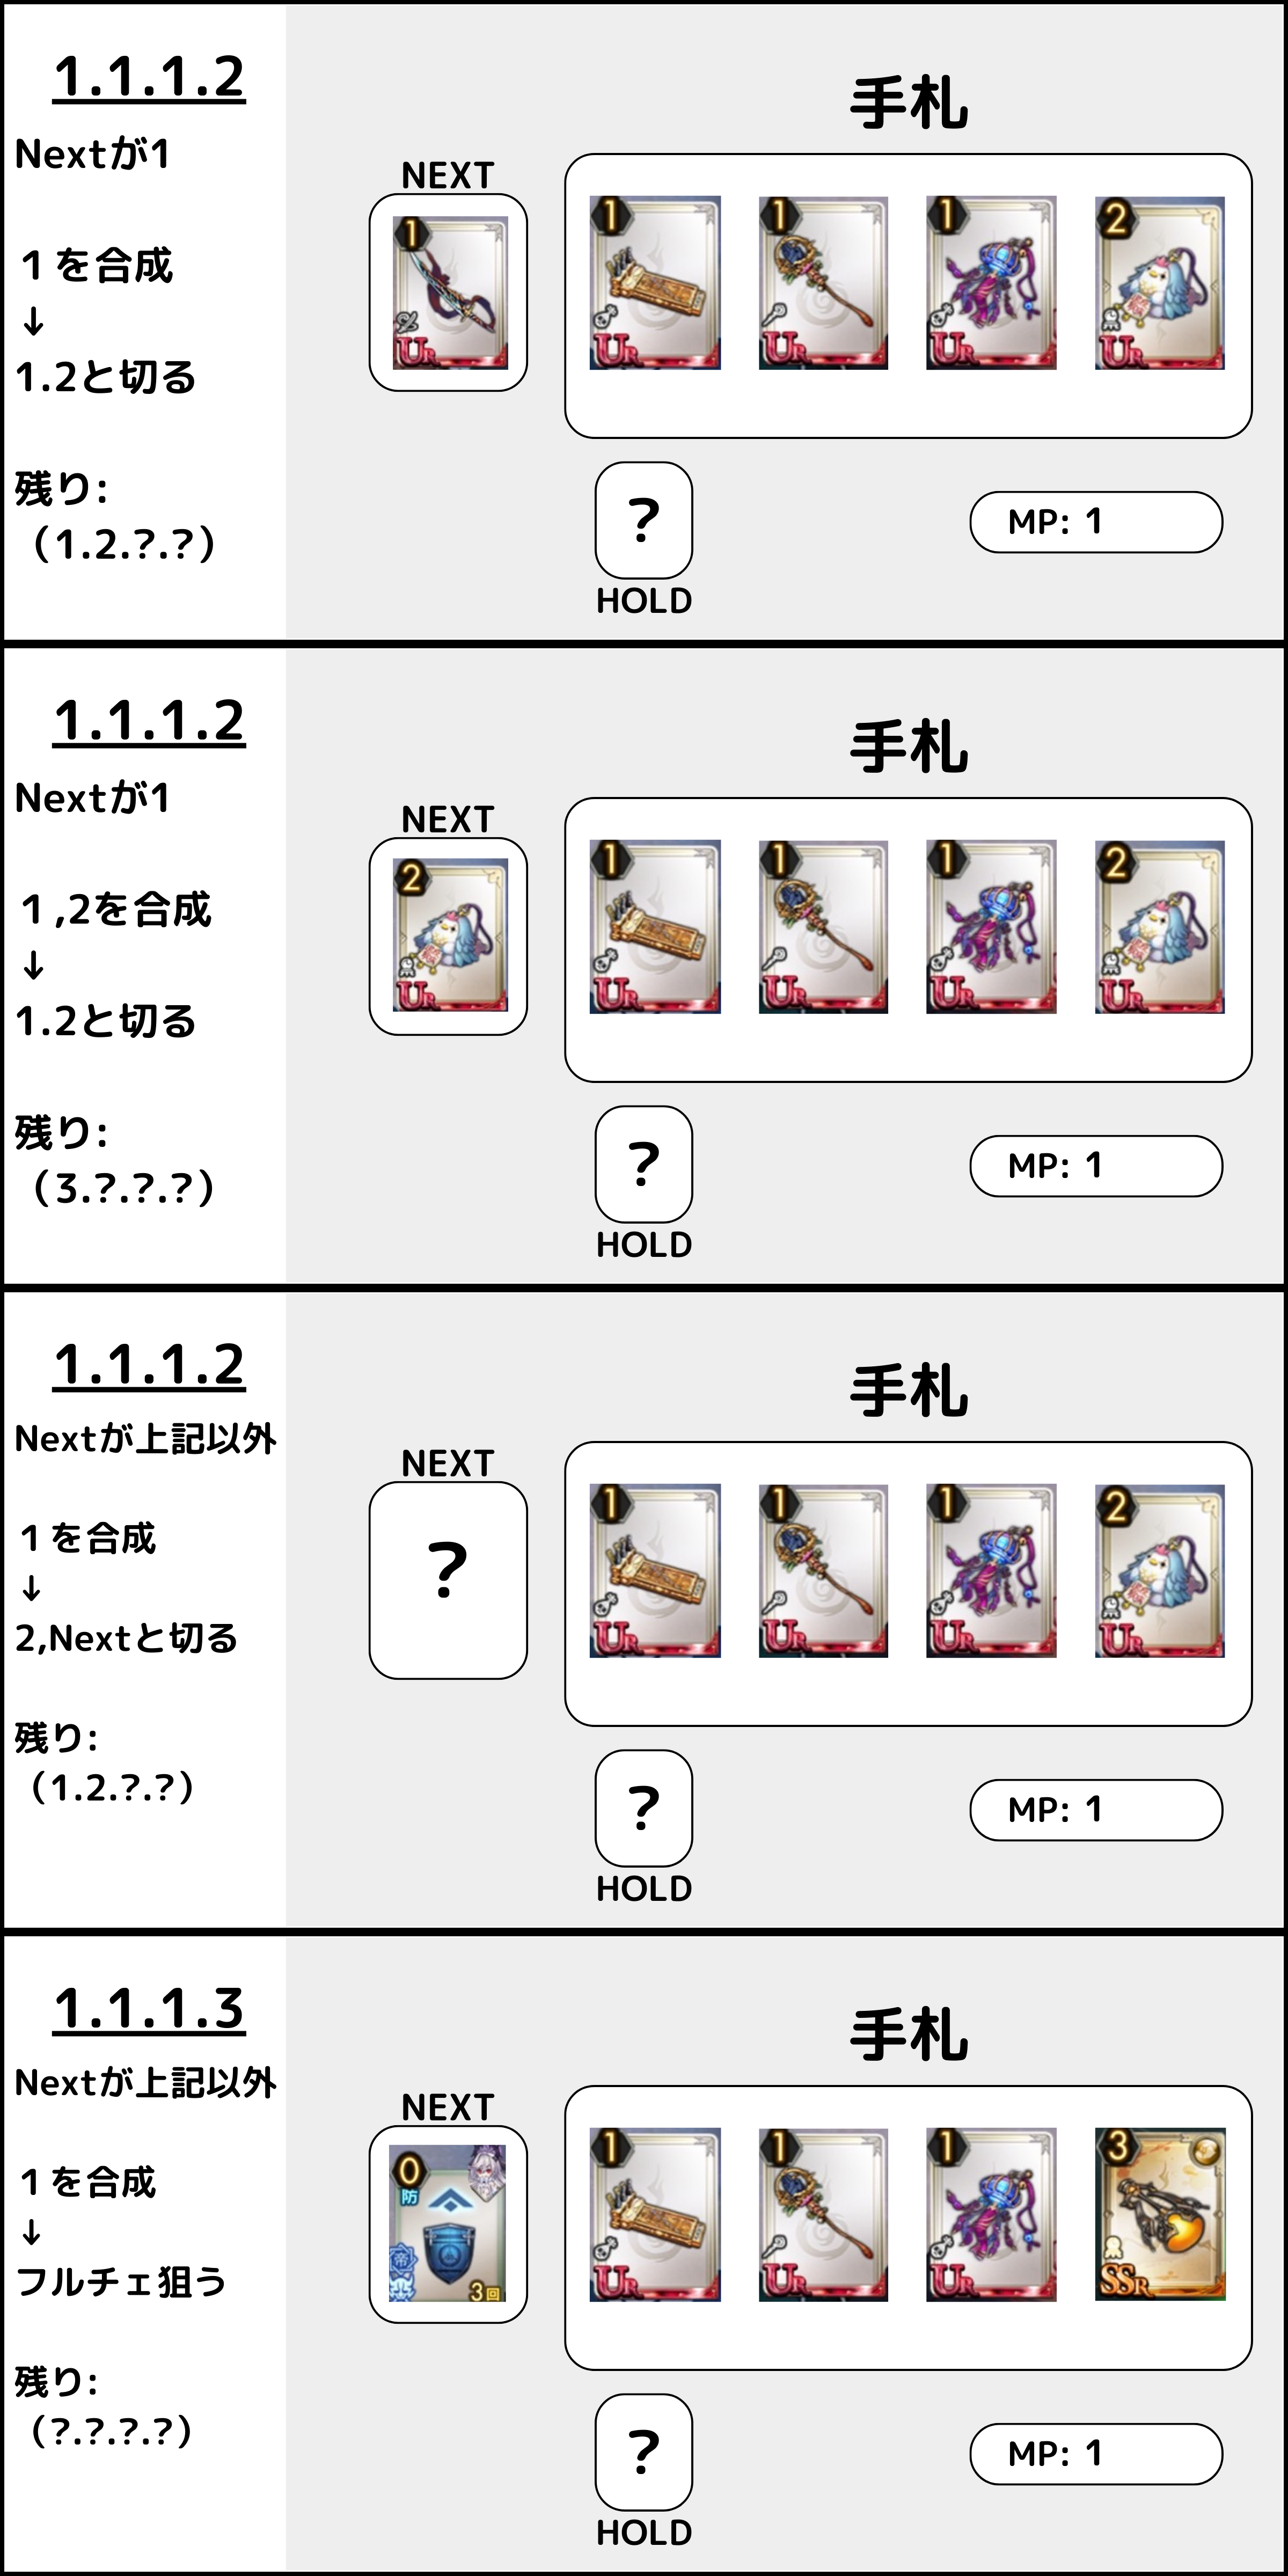 1.1.1.2
Nextが1
1を合成
↓
1.2と切る
残り:
(1.2.?.?)
手札
NEXT
1
UR
1
UR
1
UR
1
UR
2
UR
?
HOLD
MP: 1
1.1.1.2
Nextが1
1,2を合成
↓
1.2と切る
残り:
(3.?.?.?)
手札
NEXT
2
UR
1
UR
1
UR
1
UR
2
UR
?
HOLD
MP: 1
1.1.1.2
Nextが上記以外
1を合成
↓
2,Nextと切る
残り:
(1.2.?.?)
手札
NEXT
?
1
UR
1
UR
1
UR
2
UR
?
HOLD
MP: 1
1.1.1.3
Nextが上記以外
1を合成
↓
フルチェ狙う
残り:
(?.?.?.?)
手札
NEXT
0
防
帝
3回
1
UR
1
UR
1
UR
3
SSR
?
HOLD
MP: 1